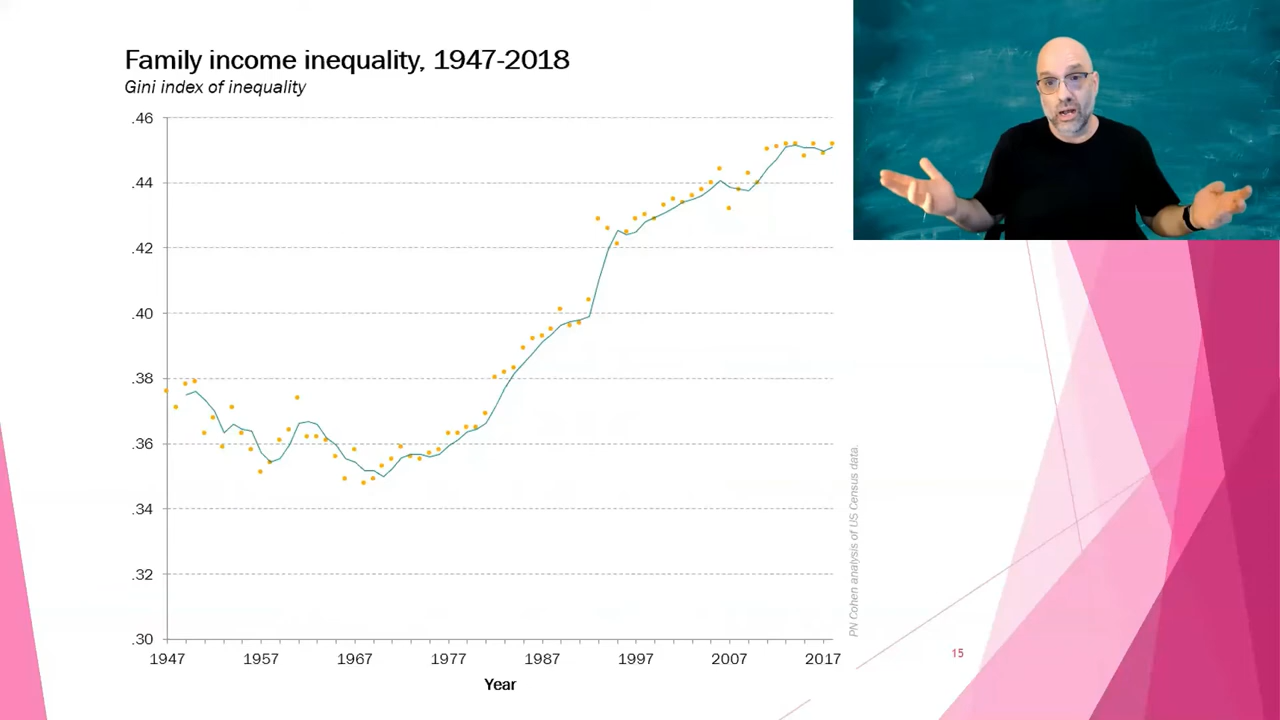 Family income inequality, 1947-2018
Gini index of inequality
.46
.44
.42
.40
.38
.36
.34
.32
.30
1947 1957 1967 1977 1987 1997 2007 2017
Year
PN Cohen analysis of US Census data.
15